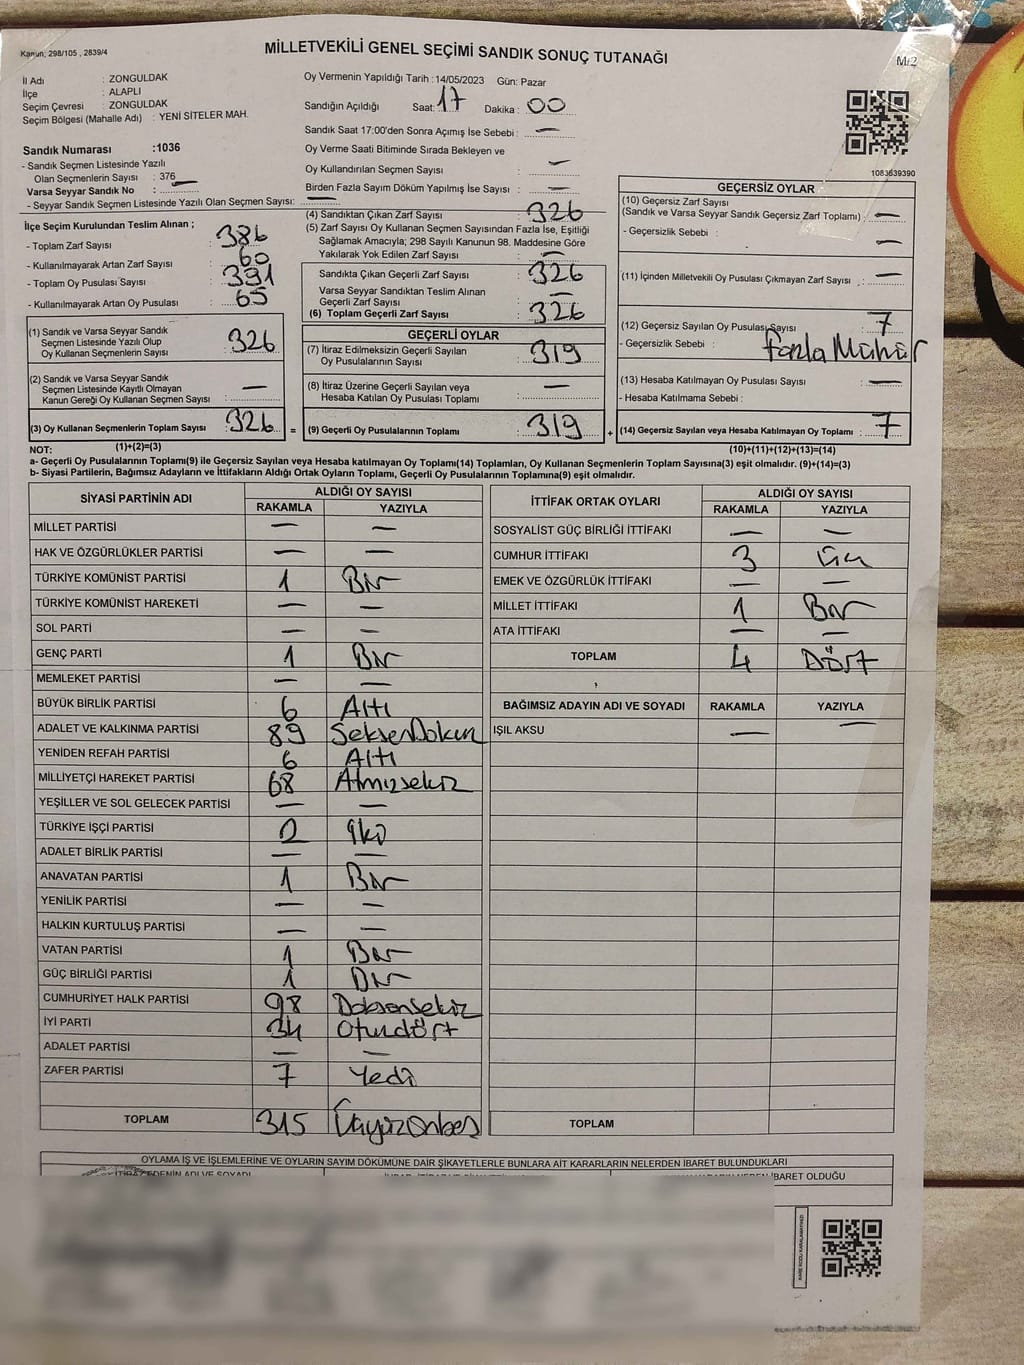 Kanun: 298/105 , 2839/4
MİLLETVEKİLİ GENEL SEÇİMİ SANDIK SONUÇ TUTANAĞI
Mr2
İl Adı : ZONGULDAK
İlçe : ALAPLI
Seçim Çevresi : ZONGULDAK
Seçim Bölgesi (Mahalle Adı) : YENİ SİTELER MAH.
Oy Vermenin Yapıldığı Tarih :14/05/2023 Gün: Pazar
Sandığın Açıldığı Saat: 17 Dakika : 00
Sandık Saat 17:00'den Sonra Açımış İse Sebebi : —
Oy Verme Saati Bitiminde Sırada Bekleyen ve
Oy Kullandırılan Seçmen Sayısı : —
Birden Fazla Sayım Döküm Yapılmış İse Sayısı : —
Sandık Numarası :1036
- Sandık Seçmen Listesinde Yazılı
Olan Seçmenlerin Sayısı : 376
Varsa Seyyar Sandık No : —
- Seyyar Sandık Seçmen Listesinde Yazılı Olan Seçmen Sayısı: —
1083639390
İlçe Seçim Kurulundan Teslim Alınan ;
- Toplam Zarf Sayısı : 386
- Kullanılmayarak Artan Zarf Sayısı : 60
- Toplam Oy Pusulası Sayısı : 391
- Kullanılmayarak Artan Oy Pusulası : 65
(1) Sandık ve Varsa Seyyar Sandık
Seçmen Listesinde Yazılı Olup
Oy Kullanan Seçmenlerin Sayısı : 326
(2) Sandık ve Varsa Seyyar Sandık
Seçmen Listesinde Kayıtlı Olmayan
Kanun Gereği Oy Kullanan Seçmen Sayısı : —
(3) Oy Kullanan Seçmenlerin Toplam Sayısı : 326
(4) Sandıktan Çıkan Zarf Sayısı : 326
(5) Zarf Sayısı Oy Kullanan Seçmen Sayısından Fazla İse, Eşitliği
Sağlamak Amacıyla; 298 Sayılı Kanunun 98. Maddesine Göre
Yakılarak Yok Edilen Zarf Sayısı : —
Sandıkta Çıkan Geçerli Zarf Sayısı : 326
Varsa Seyyar Sandıktan Teslim Alınan
Geçerli Zarf Sayısı : —
(6) Toplam Geçerli Zarf Sayısı : 326
GEÇERLİ OYLAR
(7) İtiraz Edilmeksizin Geçerli Sayılan
Oy Pusulalarının Sayısı : 319
(8) İtiraz Üzerine Geçerli Sayılan veya
Hesaba Katılan Oy Pusulası Toplamı : —
= (9) Geçerli Oy Pusulalarının Toplamı : 319
GEÇERSİZ OYLAR
(10) Geçersiz Zarf Sayısı
(Sandık ve Varsa Seyyar Sandık Geçersiz Zarf Toplamı) : —
- Geçersizlik Sebebi : —
(11) İçinden Milletvekili Oy Pusulası Çıkmayan Zarf Sayısı : —
(12) Geçersiz Sayılan Oy Pusulası Sayısı : 7
- Geçersizlik Sebebi : fazla Mühür
(13) Hesaba Katılmayan Oy Pusulası Sayısı : —
- Hesaba Katılmama Sebebi :
+ (14) Geçersiz Sayılan veya Hesaba Katılmayan Oy Toplamı : 7
NOT: (1)+(2)=(3) (10)+(11)+(12)+(13)=(14)
a- Geçerli Oy Pusulalarının Toplamı(9) ile Geçersiz Sayılan veya Hesaba katılmayan Oy Toplamı(14) Toplamları, Oy Kullanan Seçmenlerin Toplam Sayısına(3) eşit olmalıdır. (9)+(14)=(3)
b- Siyasi Partilerin, Bağımsız Adayların ve İttifakların Aldığı Ortak Oyların Toplamı, Geçerli Oy Pusulalarının Toplamına(9) eşit olmalıdır.
SİYASİ PARTİNİN ADI ALDIĞI OY SAYISI
RAKAMLA YAZIYLA
MİLLET PARTİSİ — —
HAK VE ÖZGÜRLÜKLER PARTİSİ — —
TÜRKİYE KOMÜNİST PARTİSİ 1 Bir
TÜRKİYE KOMÜNİST HAREKETİ — —
SOL PARTİ — —
GENÇ PARTİ 1 Bir
MEMLEKET PARTİSİ — —
BÜYÜK BİRLİK PARTİSİ 6 Altı
ADALET VE KALKINMA PARTİSİ 89 SeksenDokuz
YENİDEN REFAH PARTİSİ 6 Altı
MİLLİYETÇİ HAREKET PARTİSİ 68 Atmışsekiz
YEŞİLLER VE SOL GELECEK PARTİSİ — —
TÜRKİYE İŞÇİ PARTİSİ 2 İki
ADALET BİRLİK PARTİSİ — —
ANAVATAN PARTİSİ 1 Bir
YENİLİK PARTİSİ — —
HALKIN KURTULUŞ PARTİSİ — —
VATAN PARTİSİ 1 Bir
GÜÇ BİRLİĞİ PARTİSİ 1 Bir
CUMHURİYET HALK PARTİSİ 98 Doksansekiz
İYİ PARTİ 34 Otuzdört
ADALET PARTİSİ — —
ZAFER PARTİSİ 7 Yedi
TOPLAM 315 Üçyüzonbeş
İTTİFAK ORTAK OYLARI ALDIĞI OY SAYISI
RAKAMLA YAZIYLA
SOSYALİST GÜÇ BİRLİĞİ İTTİFAKI — —
CUMHUR İTTİFAKI 3 Üç
EMEK VE ÖZGÜRLÜK İTTİFAKI — —
MİLLET İTTİFAKI 1 Bir
ATA İTTİFAKI — —
TOPLAM 4 Dört
BAĞIMSIZ ADAYIN ADI VE SOYADI RAKAMLA YAZIYLA
IŞIL AKSU — —
TOPLAM
OYLAMA İŞ VE İŞLEMLERİNE VE OYLARIN SAYIM DÖKÜMÜNE DAİR ŞİKAYETLERLE BUNLARA AİT KARARLARIN NELERDEN İBARET BULUNDUKLARI